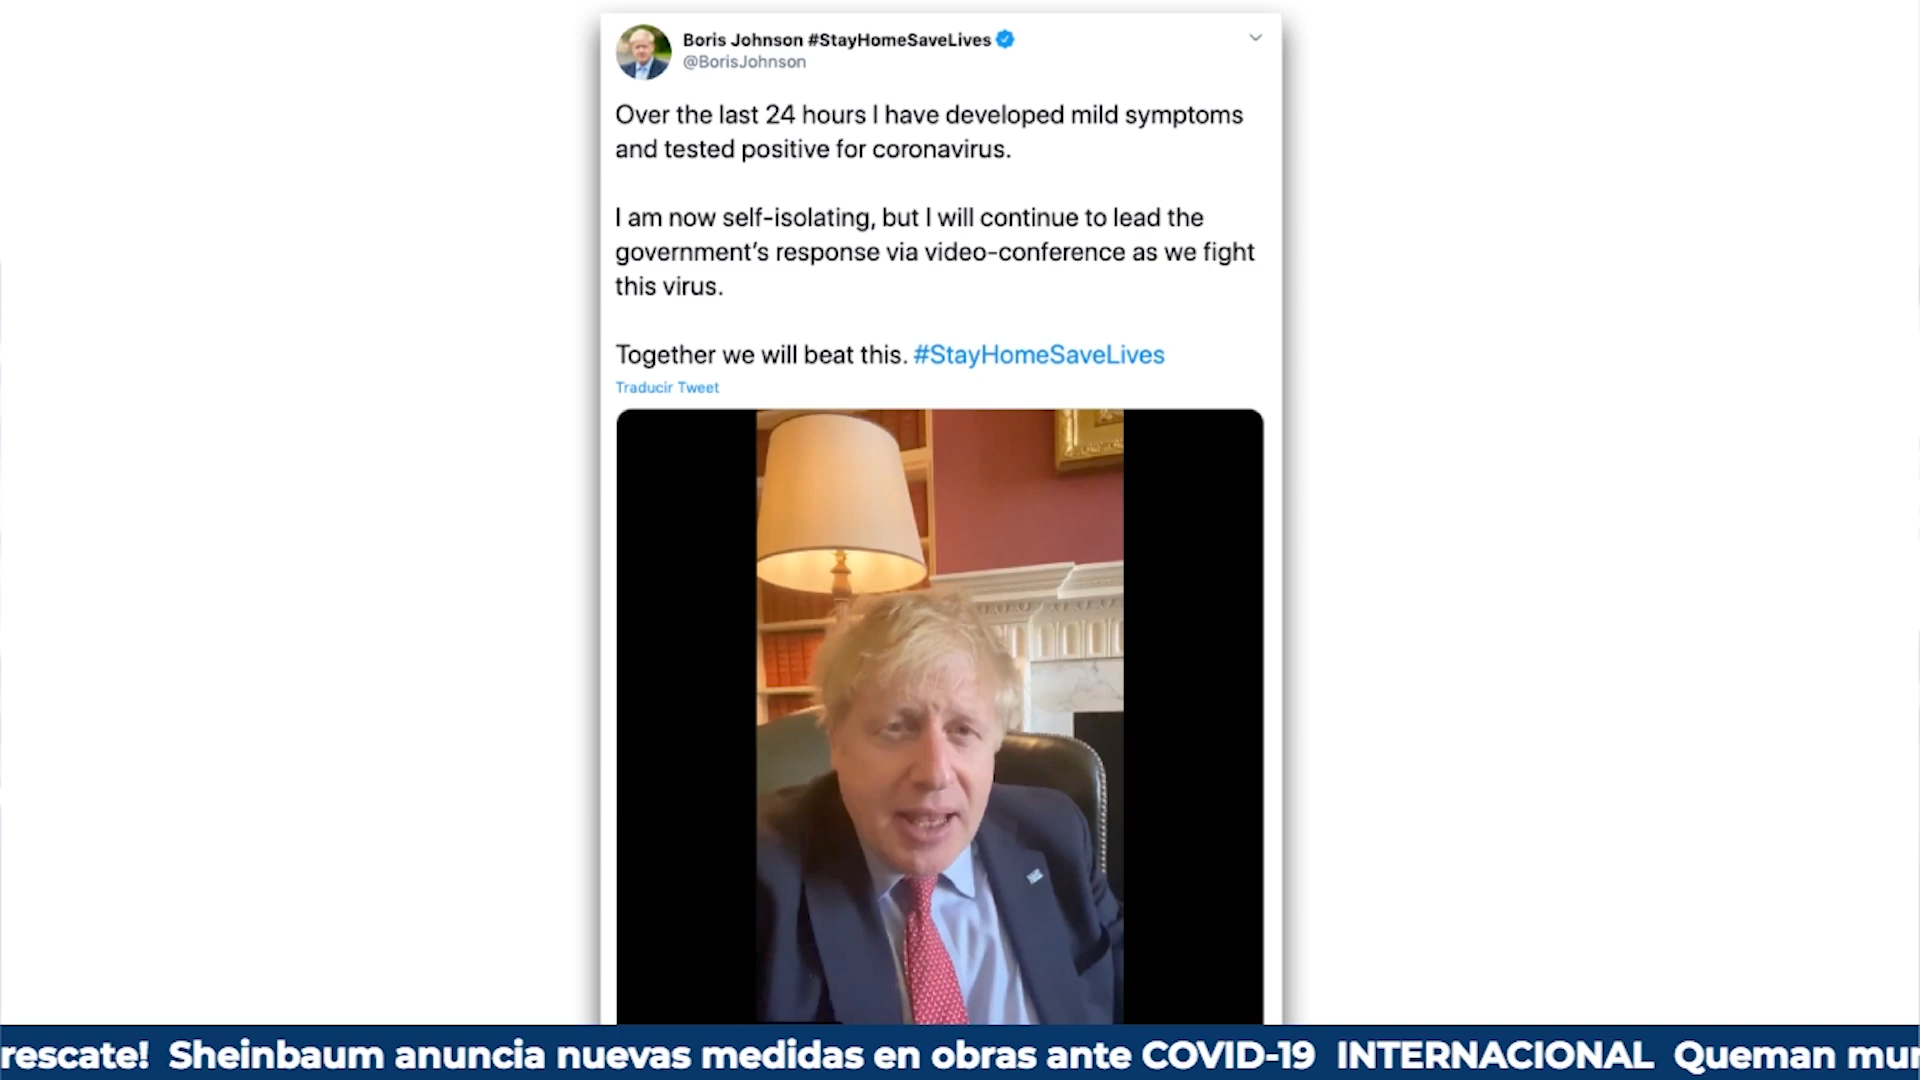 Boris Johnson #StayHomeSaveLives
@BorisJohnson
Over the last 24 hours I have developed mild symptoms
and tested positive for coronavirus.
I am now self-isolating, but I will continue to lead the
government’s response via video-conference as we fight
this virus.
Together we will beat this. #StayHomeSaveLives
Traducir Tweet
rescate! Sheinbaum anuncia nuevas medidas en obras ante COVID-19 INTERNACIONAL Queman